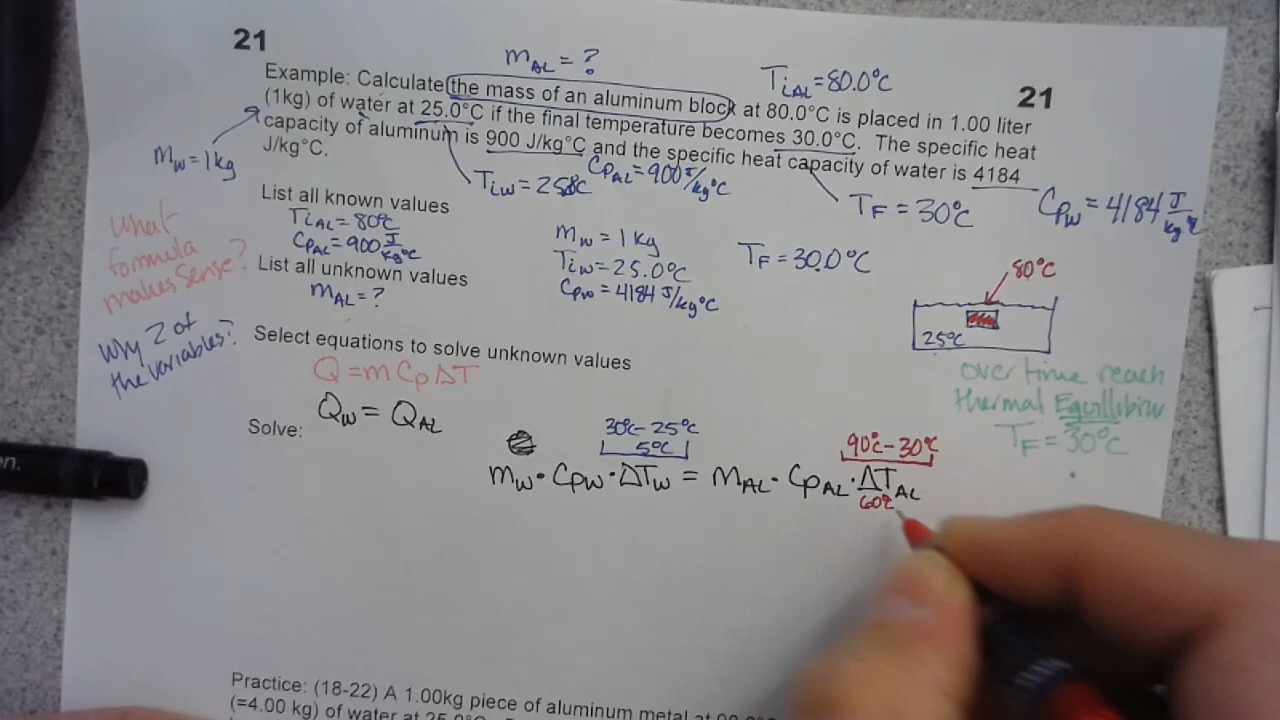 21
m_AL = ?
T_iAL = 80.0°C
21
Example: Calculate the mass of an aluminum block at 80.0°C is placed in 1.00 liter
(1kg) of water at 25.0°C if the final temperature becomes 30.0°C. The specific heat
capacity of aluminum is 900 J/kg°C and the specific heat capacity of water is 4184
J/kg°C.
m_w = 1kg
T_iw = 25°C
Cp_AL = 900 J/kg°C
T_F = 30°C
Cp_w = 4184 J/kg°C
List all known values
T_iAL = 80°C
Cp_AL = 900 J/kg°C
m_w = 1kg
T_iw = 25.0°C
Cp_w = 4184 J/kg°C
T_F = 30.0°C
What
formula
makes sense?
List all unknown values
m_AL = ?
80°C
25°C
Why 2 of
the variables?
Select equations to solve unknown values
Q = m Cp ΔT
over time reach
thermal Equilibrium
T_F = 30°C
Solve:
Q_w = Q_AL
30°C - 25°C
5°C
90°C - 30°C
m_w · Cp_w · ΔT_w = m_AL · Cp_AL · ΔT_AL
60°
en.
Practice: (18-22) A 1.00kg piece of aluminum metal at
(=4.00 kg) of water at 25.0°C.